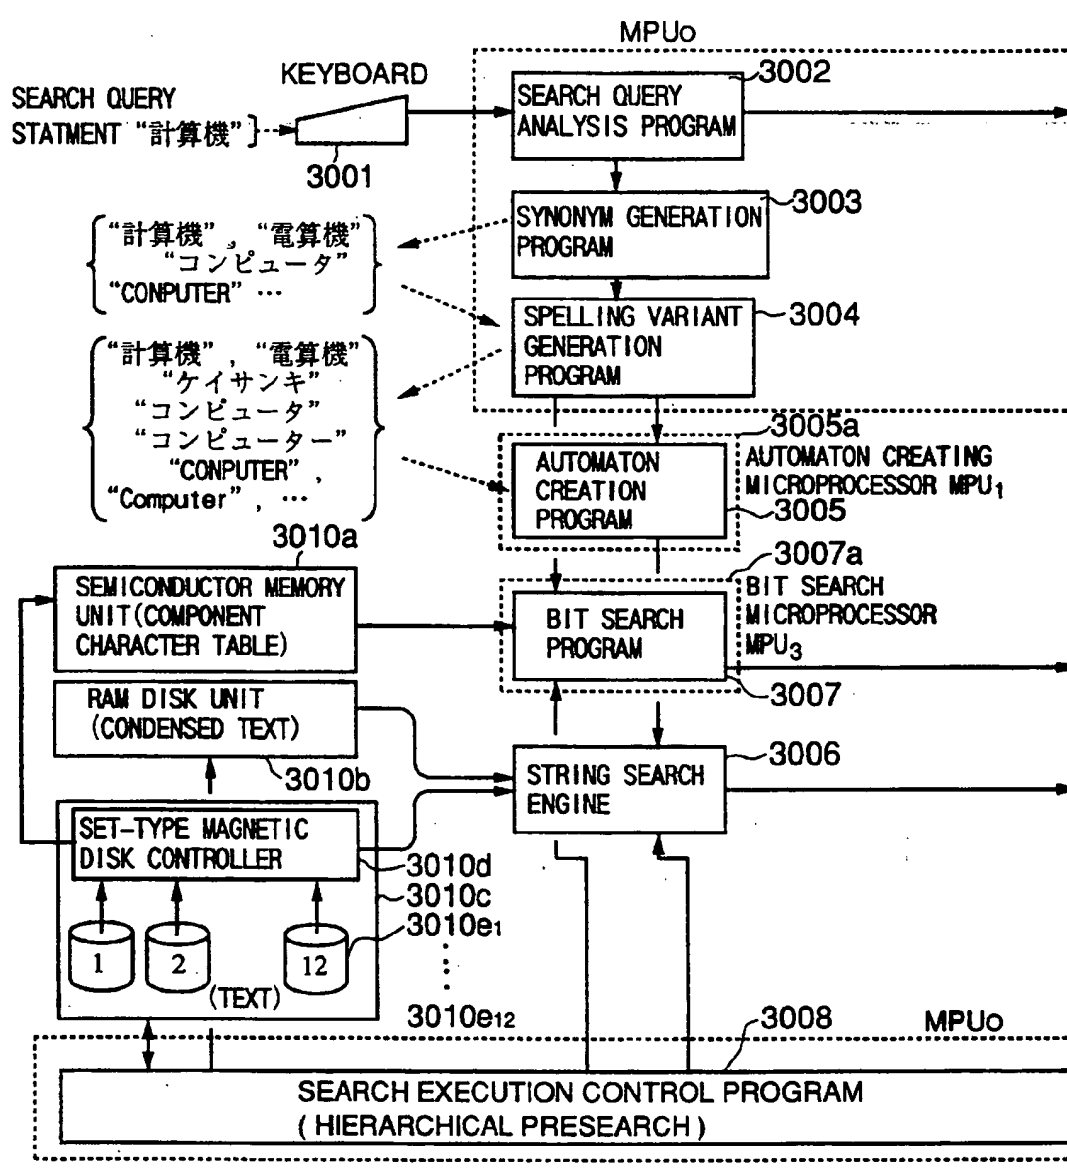 MPU0
KEYBOARD
SEARCH QUERY
STATMENT “計算機”
3001
3002
SEARCH QUERY
ANALYSIS PROGRAM
3003
SYNONYM GENERATION
PROGRAM
“計算機”, “電算機”
“コンピュータ”
“CONPUTER” …
3004
SPELLING VARIANT
GENERATION
PROGRAM
“計算機”, “電算機”
“ケイサンキ”
“コンピュータ”
“コンピューター”
“CONPUTER”,
“Computer”, …
3005a
AUTOMATON
CREATION
PROGRAM
3005
AUTOMATON CREATING
MICROPROCESSOR MPU1
3010a
SEMICONDUCTOR MEMORY
UNIT(COMPONENT
CHARACTER TABLE)
3007a
BIT SEARCH
PROGRAM
3007
BIT SEARCH
MICROPROCESSOR
MPU3
RAM DISK UNIT
(CONDENSED TEXT)
3010b
3006
STRING SEARCH
ENGINE
SET-TYPE MAGNETIC
DISK CONTROLLER
3010d
3010c
3010e1
1
2
12
(TEXT)
3010e12
3008
MPU0
SEARCH EXECUTION CONTROL PROGRAM
(HIERARCHICAL PRESEARCH)